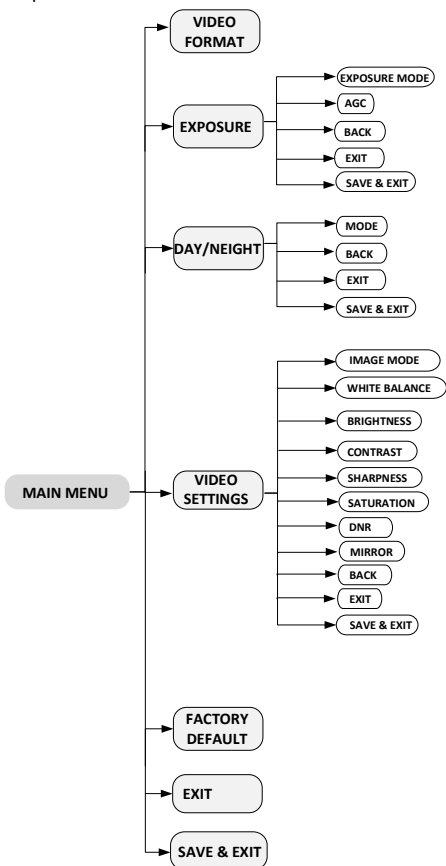 VIDEO
FORMAT
EXPOSURE
EXPOSURE MODE
AGC
BACK
EXIT
SAVE & EXIT
DAY/NEIGHT
MODE
BACK
EXIT
SAVE & EXIT
MAIN MENU
VIDEO
SETTINGS
IMAGE MODE
WHITE BALANCE
BRIGHTNESS
CONTRAST
SHARPNESS
SATURATION
DNR
MIRROR
BACK
EXIT
SAVE & EXIT
FACTORY
DEFAULT
EXIT
SAVE & EXIT